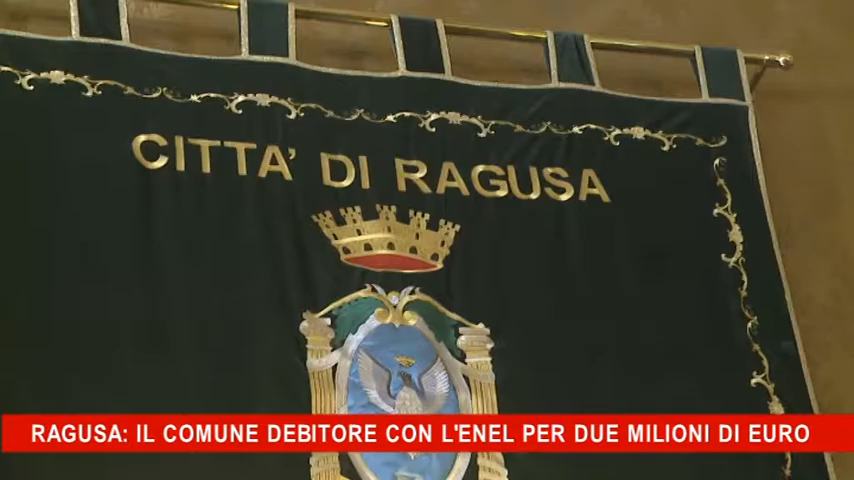 CITTA' DI RAGUSA
RAGUSA: IL COMUNE DEBITORE CON L'ENEL PER DUE MILIONI DI EURO